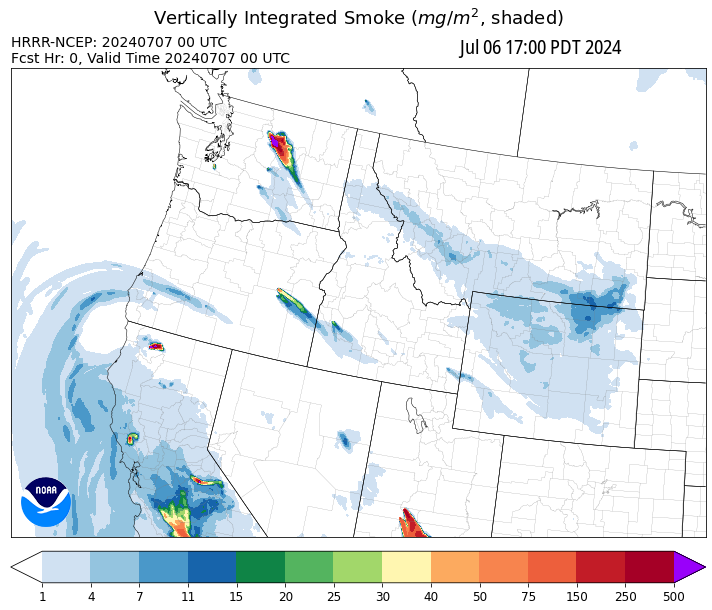 Vertically Integrated Smoke (mg/m², shaded)
HRRR-NCEP: 20240707 00 UTC
Fcst Hr: 0, Valid Time 20240707 00 UTC
Jul 06 17:00 PDT 2024
NOAA
1 4 7 11 15 20 25 30 40 50 75 150 250 500